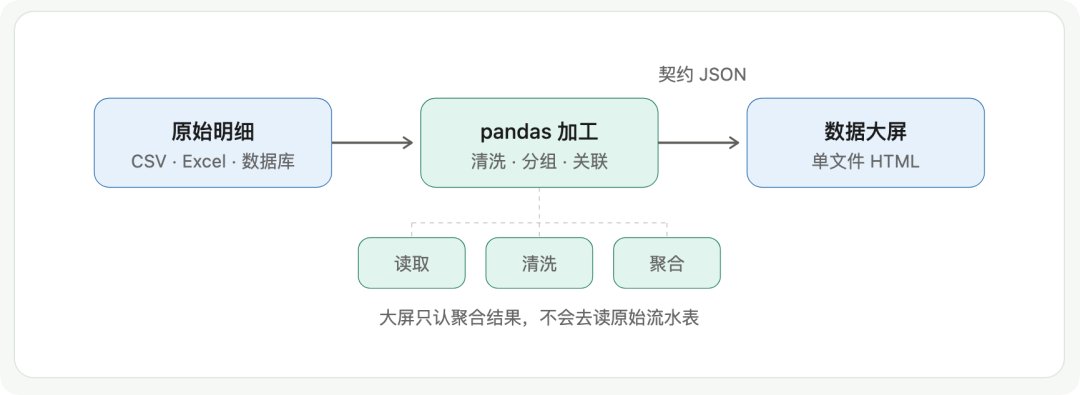 契约 JSON
原始明细
CSV · Excel · 数据库
pandas 加工
清洗 · 分组 · 关联
数据大屏
单文件 HTML
读取
清洗
聚合
大屏只认聚合结果，不会去读原始流水表